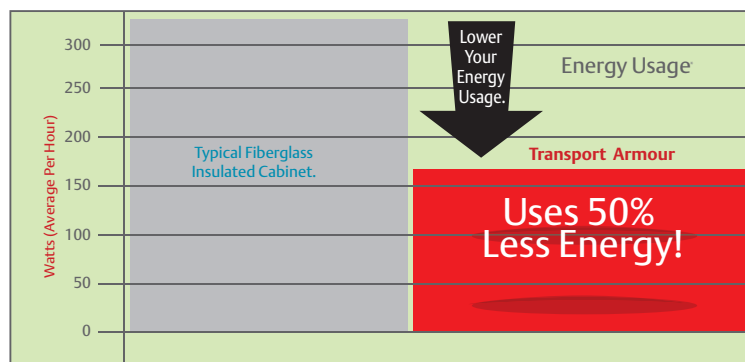 300
250
200
150
100
50
0
Watts (Average Per Hour)
Typical Fiberglass
Insulated Cabinet.
Lower
Your
Energy
Usage.
Energy Usage
Transport Armour
Uses 50%
Less Energy!